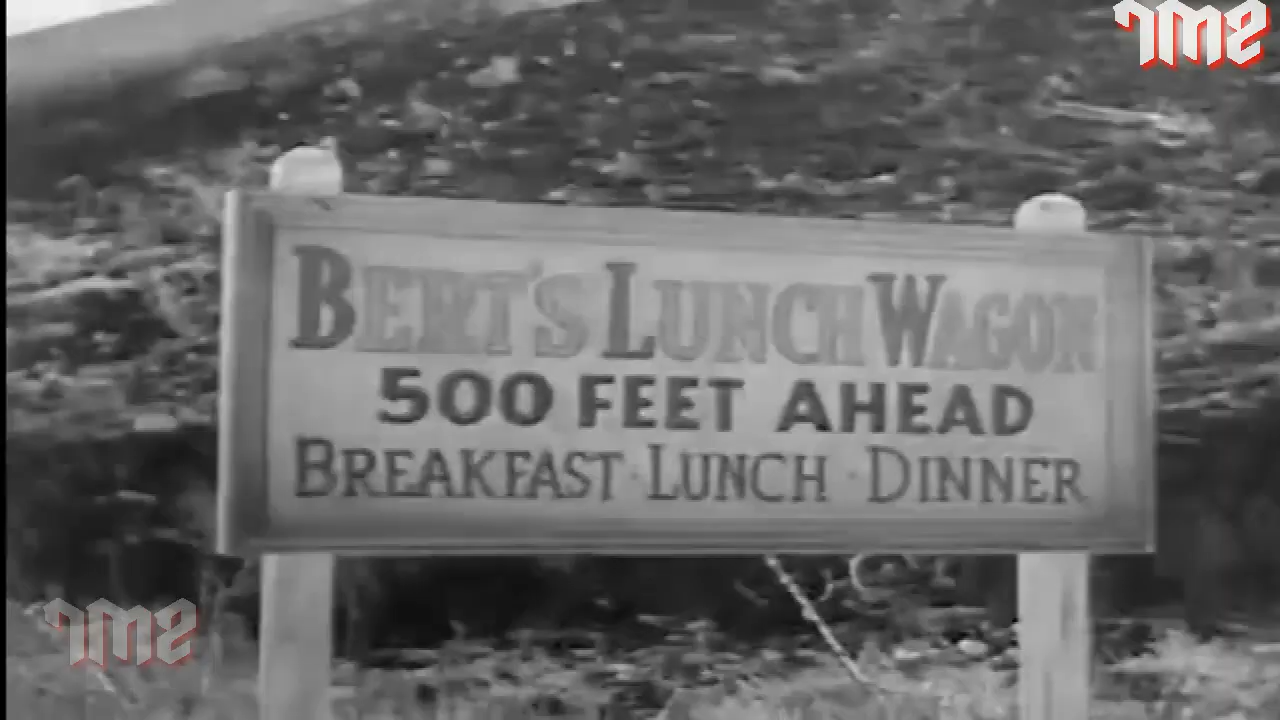 BERT'S LUNCH WAGON
500 FEET AHEAD
BREAKFAST · LUNCH · DINNER